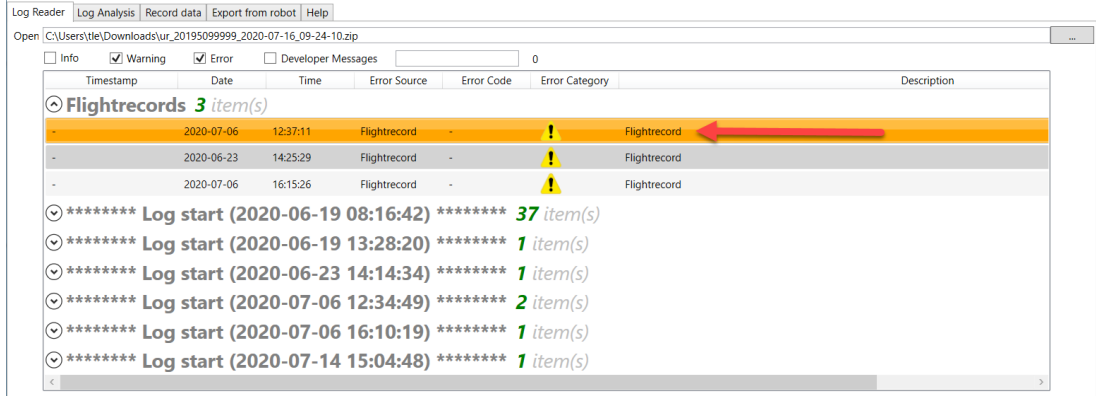 Log Reader Log Analysis Record data Export from robot Help
Open C:\Users\tle\Downloads\ur_20195099999_2020-07-16_09-24-10.zip ...
Info Warning Error Developer Messages 0
Timestamp Date Time Error Source Error Code Error Category Description
Flightrecords 3 item(s)
- 2020-07-06 12:37:11 Flightrecord - Flightrecord
- 2020-06-23 14:25:29 Flightrecord - Flightrecord
- 2020-07-06 16:15:26 Flightrecord - Flightrecord
******** Log start (2020-06-19 08:16:42) ******** 37 item(s)
******** Log start (2020-06-19 13:28:20) ******** 1 item(s)
******** Log start (2020-06-23 14:14:34) ******** 1 item(s)
******** Log start (2020-07-06 12:34:49) ******** 2 item(s)
******** Log start (2020-07-06 16:10:19) ******** 1 item(s)
******** Log start (2020-07-14 15:04:48) ******** 1 item(s)